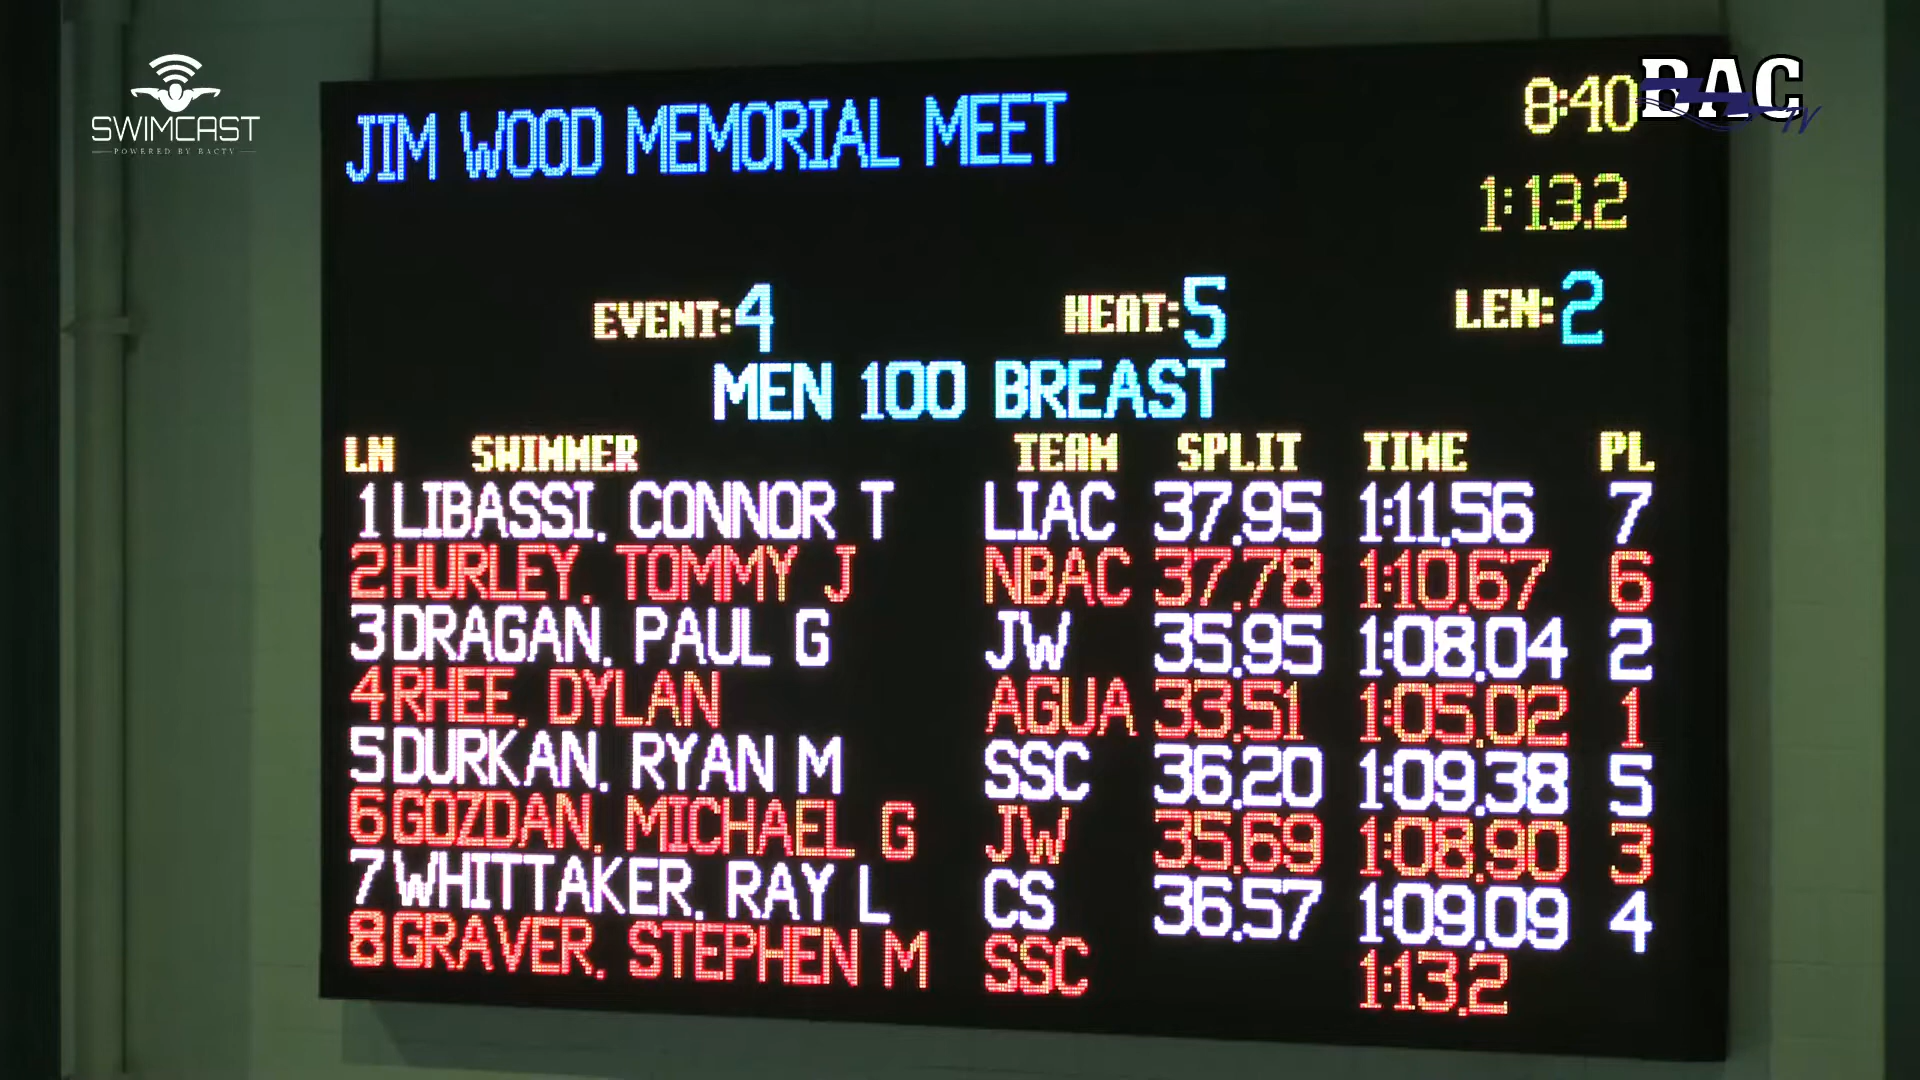 SWIMCAST
POWERED BY BACTV
BAC TV
JIM WOOD MEMORIAL MEET
8:40
1:13.2
EVENT:4 HEAT:5 LEN:2
MEN 100 BREAST
LN SWIMMER TEAM SPLIT TIME PL
1 LIBASSI, CONNOR T LIAC 37.95 1:11.56 7
2 HURLEY, TOMMY J NBAC 37.78 1:10.67 6
3 DRAGAN, PAUL G JW 35.95 1:08.04 2
4 RHEE, DYLAN AGUA 33.51 1:05.02 1
5 DURKAN, RYAN M SSC 36.20 1:09.38 5
6 GOZDAN, MICHAEL G JW 35.69 1:08.90 3
7 WHITTAKER, RAY L CS 36.57 1:09.09 4
8 GRAVER, STEPHEN M SSC 1:13.2